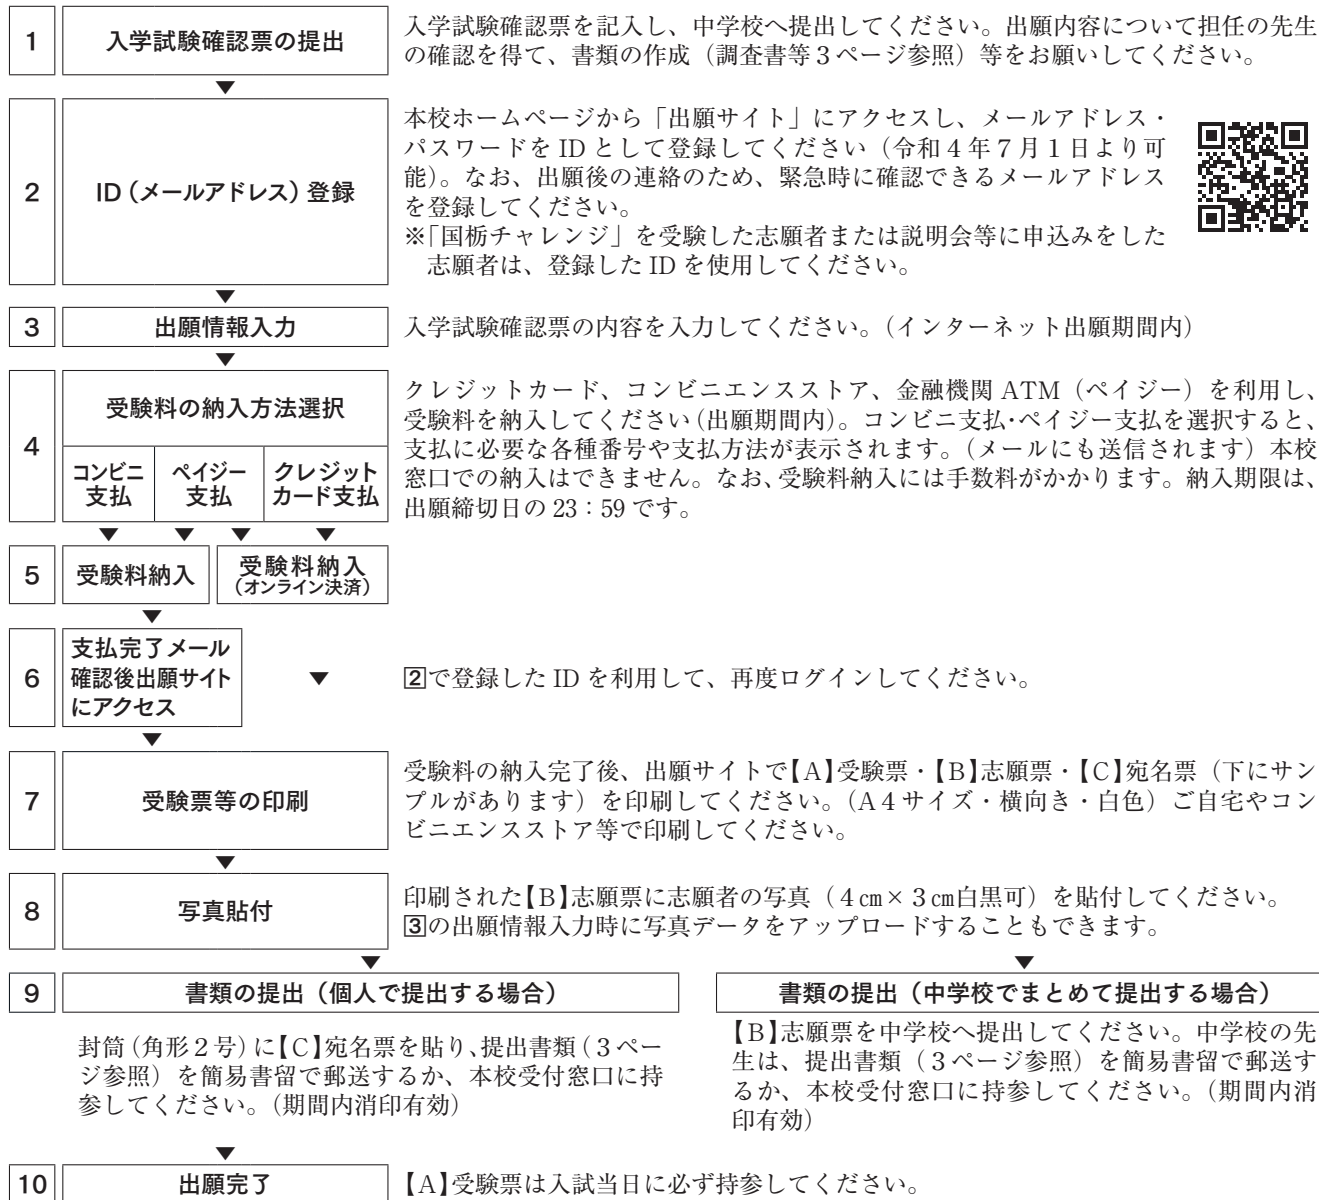 1
入学試験確認票の提出
入学試験確認票を記入し、中学校へ提出してください。出願内容について担任の先生
の確認を得て、書類の作成（調査書等３ページ参照）等をお願いしてください。
▼
2
ID（メールアドレス）登録
本校ホームページから「出願サイト」にアクセスし、メールアドレス・
パスワードを ID として登録してください（令和４年７月１日より可
能）。なお、出願後の連絡のため、緊急時に確認できるメールアドレス
を登録してください。
※「国栃チャレンジ」を受験した志願者または説明会等に申込みをした
志願者は、登録した ID を使用してください。
▼
3
出願情報入力
入学試験確認票の内容を入力してください。（インターネット出願期間内）
▼
4
受験料の納入方法選択
コンビニ
支払
ペイジー
支払
クレジット
カード支払
クレジットカード、コンビニエンスストア、金融機関 ATM（ペイジー）を利用し、
受験料を納入してください（出願期間内）。コンビニ支払・ペイジー支払を選択すると、
支払に必要な各種番号や支払方法が表示されます。（メールにも送信されます）本校
窓口での納入はできません。なお、受験料納入には手数料がかかります。納入期限は、
出願締切日の 23：59 です。
▼ ▼ ▼ ▼
5
受験料納入
受験料納入
（オンライン決済）
▼
6
支払完了メール
確認後出願サイト
にアクセス
▼
2で登録した ID を利用して、再度ログインしてください。
▼
7
受験票等の印刷
受験料の納入完了後、出願サイトで【A】受験票・【B】志願票・【C】宛名票（下にサン
プルがあります）を印刷してください。（A４サイズ・横向き・白色）ご自宅やコン
ビニエンスストア等で印刷してください。
▼
8
写真貼付
印刷された【B】志願票に志願者の写真（４㎝×３㎝白黒可）を貼付してください。
3の出願情報入力時に写真データをアップロードすることもできます。
▼ ▼
9
書類の提出（個人で提出する場合）
封筒（角形２号）に【C】宛名票を貼り、提出書類（３ペー
ジ参照）を簡易書留で郵送するか、本校受付窓口に持
参してください。（期間内消印有効）
書類の提出（中学校でまとめて提出する場合）
【B】志願票を中学校へ提出してください。中学校の先
生は、提出書類（３ページ参照）を簡易書留で郵送す
るか、本校受付窓口に持参してください。（期間内消
印有効）
▼
10
出願完了
【A】受験票は入試当日に必ず持参してください。